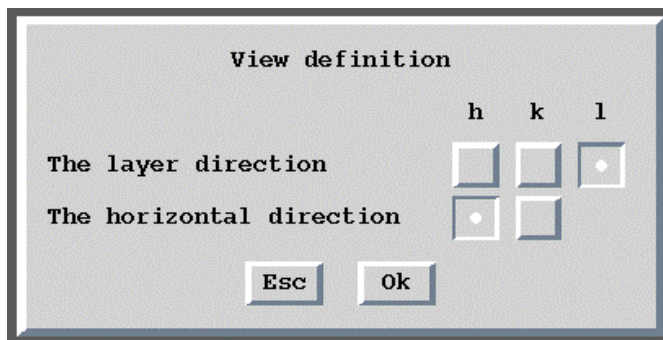 View definition
h k l
The layer direction
The horizontal direction
Esc Ok